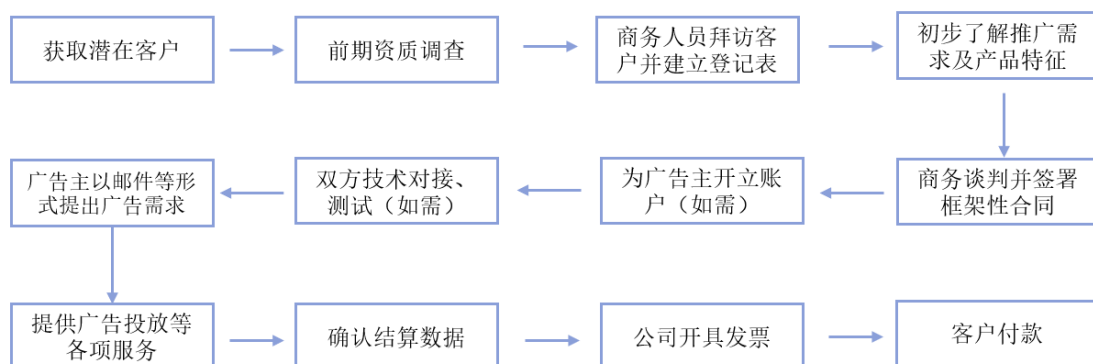 获取潜在客户
前期资质调查
商务人员拜访客
户并建立登记表
初步了解推广需
求及产品特征
商务谈判并签署
框架性合同
为广告主开立账
户（如需）
双方技术对接、
测试（如需）
广告主以邮件等形
式提出广告需求
提供广告投放等
各项服务
确认结算数据
公司开具发票
客户付款